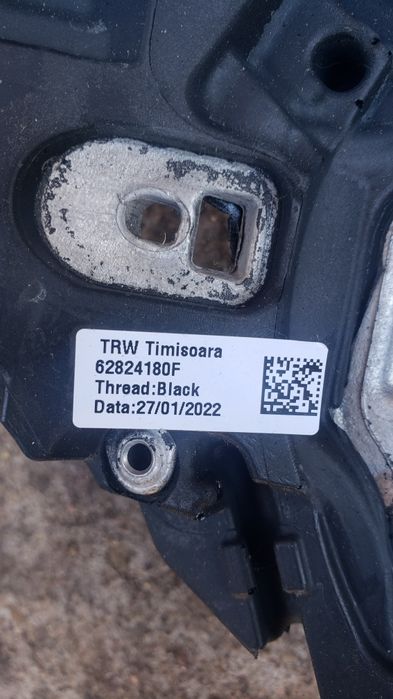 TRW Timisoara
62824180F
Thread:Black
Data:27/01/2022